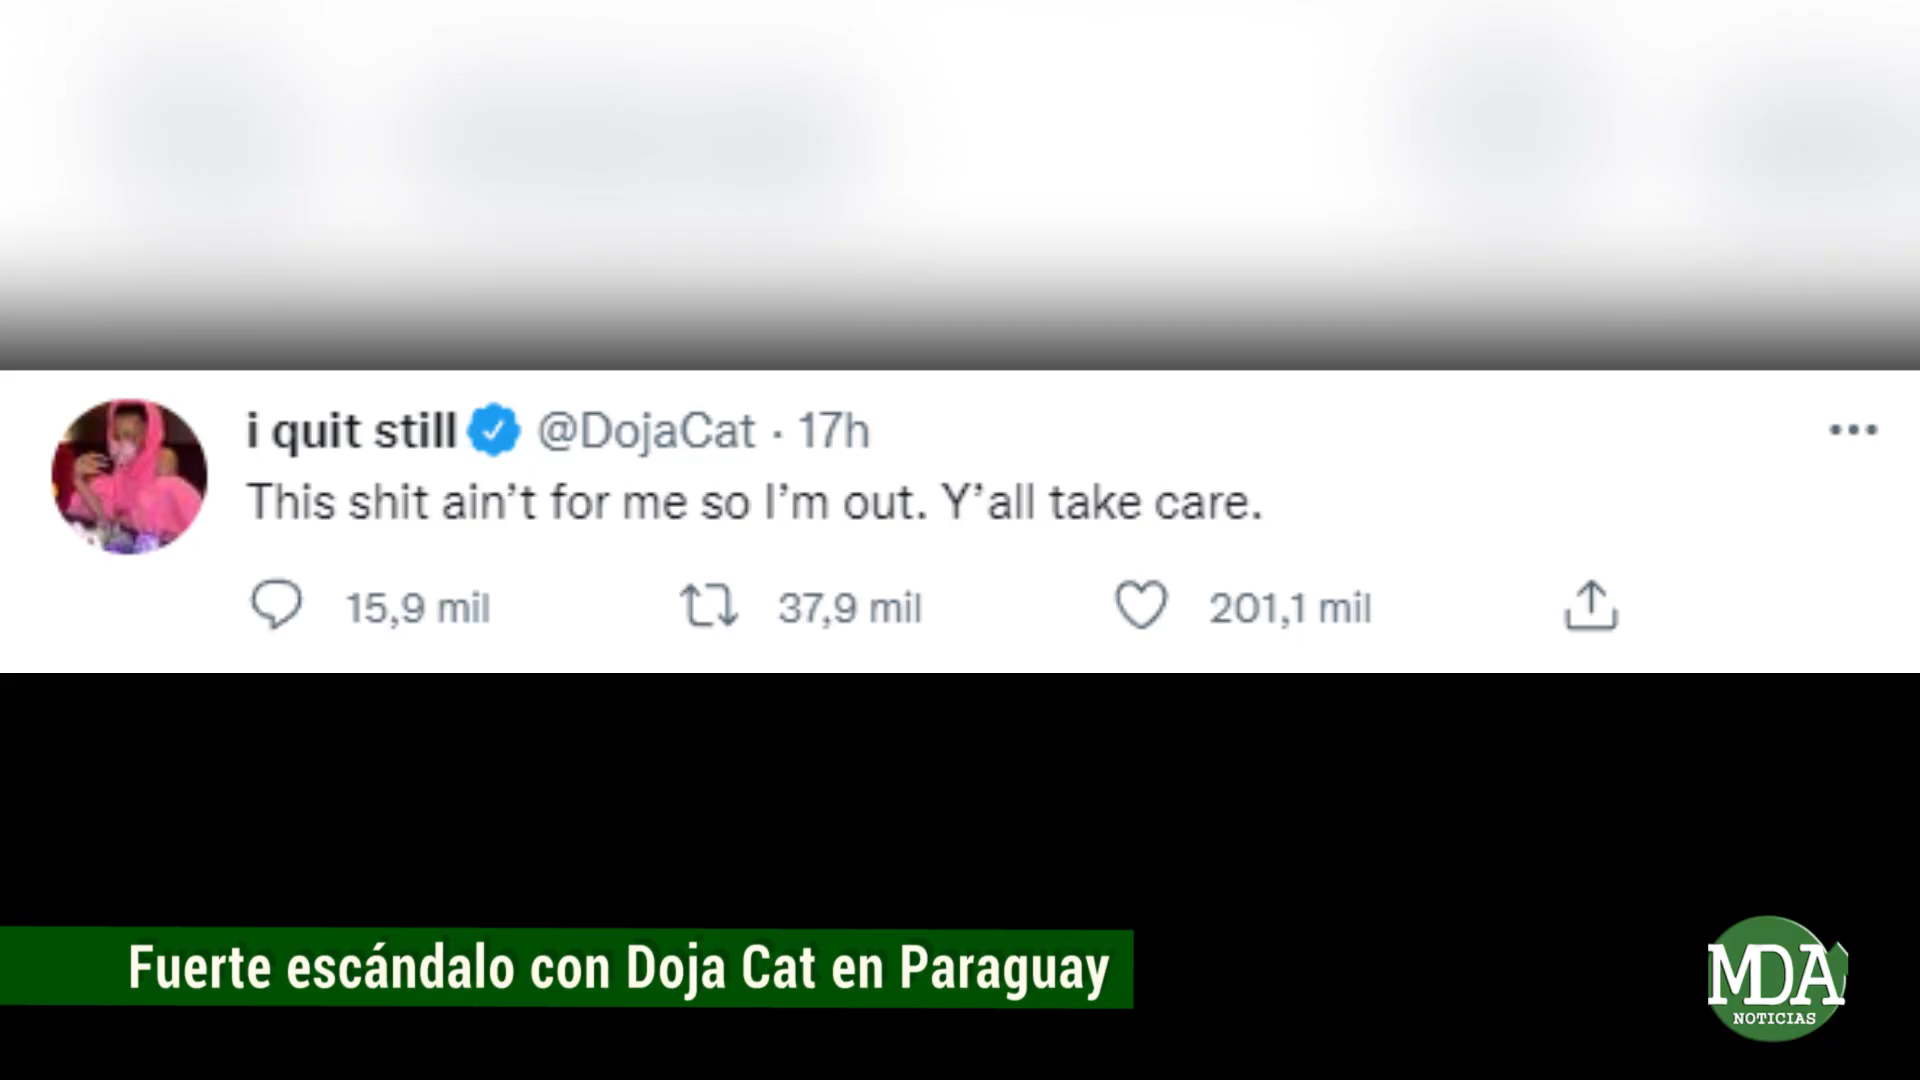 i quit still @DojaCat · 17h
This shit ain’t for me so I’m out. Y’all take care.
15,9 mil 37,9 mil 201,1 mil
Fuerte escándalo con Doja Cat en Paraguay
MDA
NOTICIAS